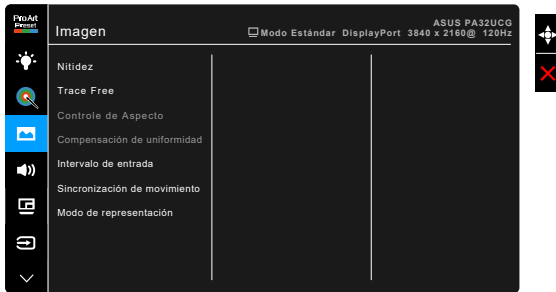 ProArt
Preset
Imagen
ASUS PA32UCG
Modo Estándar DisplayPort 3840 x 2160@ 120Hz
Nitidez
Trace Free
Controle de Aspecto
Compensación de uniformidad
Intervalo de entrada
Sincronización de movimiento
Modo de representación